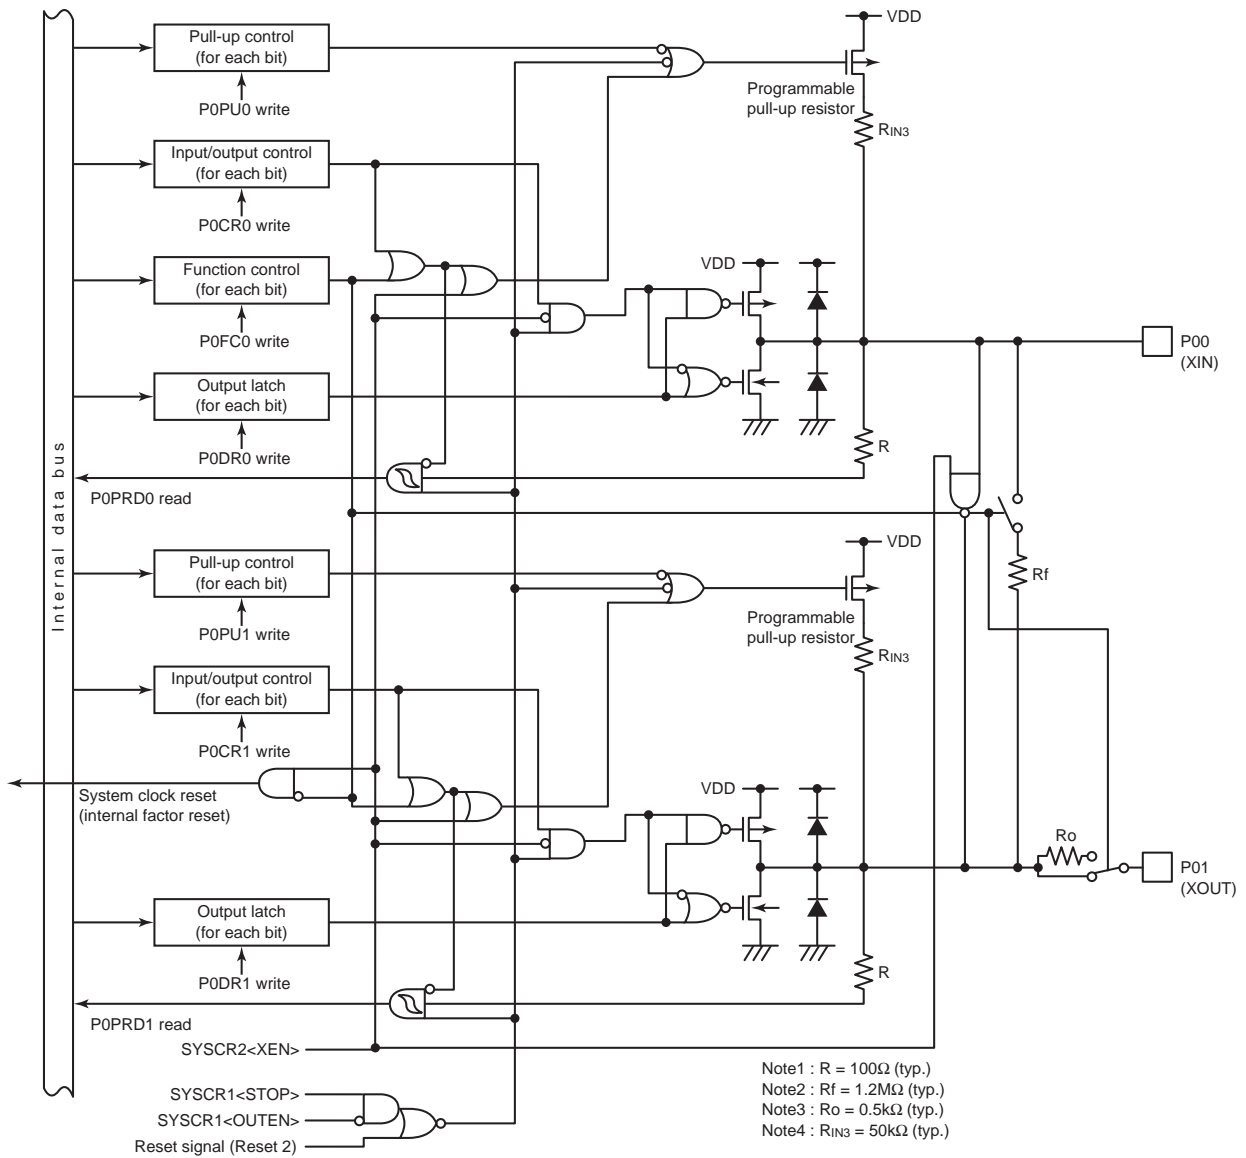 VDD
Pull-up control
(for each bit)
P0PU0 write
Programmable
pull-up resistor
RIN3
Input/output control
(for each bit)
P0CR0 write
Function control
(for each bit)
P0FC0 write
VDD
P00
(XIN)
Output latch
(for each bit)
P0DR0 write
R
P0PRD0 read
Internal data bus
VDD
Pull-up control
(for each bit)
P0PU1 write
Rf
Programmable
pull-up resistor
RIN3
Input/output control
(for each bit)
P0CR1 write
System clock reset
(internal factor reset)
VDD
Ro
P01
(XOUT)
Output latch
(for each bit)
P0DR1 write
R
P0PRD1 read
SYSCR2<XEN>
SYSCR1<STOP>
SYSCR1<OUTEN>
Reset signal (Reset 2)
Note1 : R = 100Ω (typ.)
Note2 : Rf = 1.2MΩ (typ.)
Note3 : Ro = 0.5kΩ (typ.)
Note4 : RIN3 = 50kΩ (typ.)